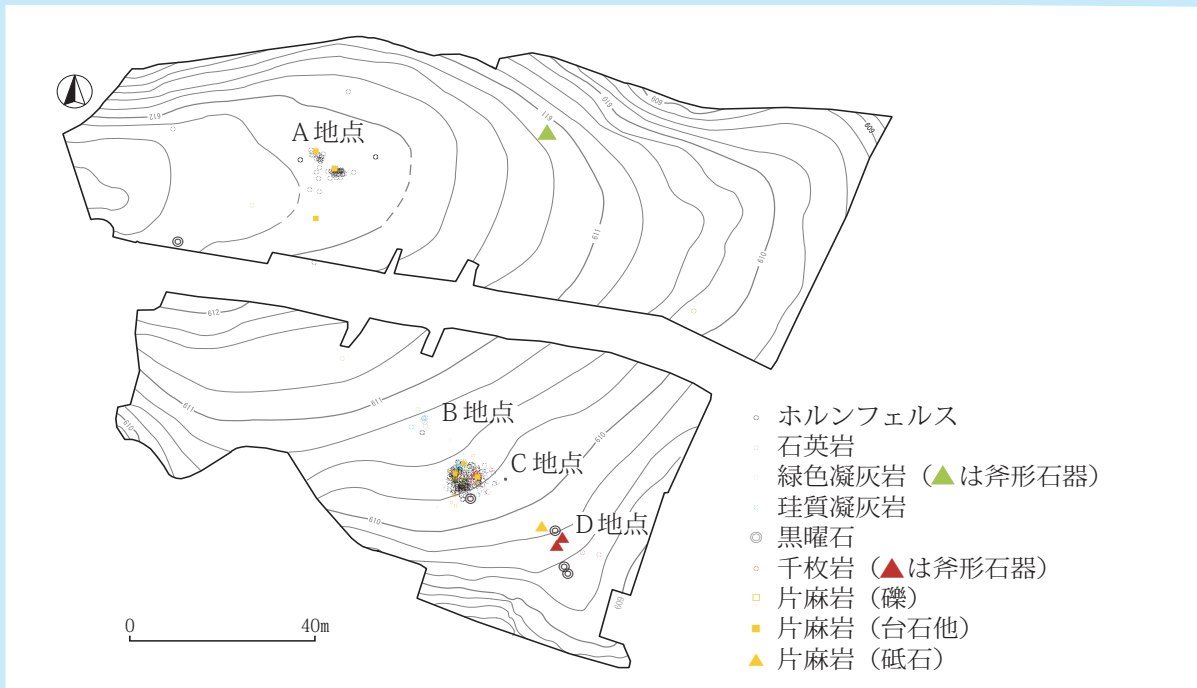 A地点
612
611
610
609
609
611
610
612
611
B地点
610
C地点
610
D地点
610
609
0 40m
ホルンフェルス
石英岩
緑色凝灰岩（▲は斧形石器）
珪質凝灰岩
黒曜石
千枚岩（▲は斧形石器）
片麻岩（礫）
片麻岩（台石他）
片麻岩（砥石）